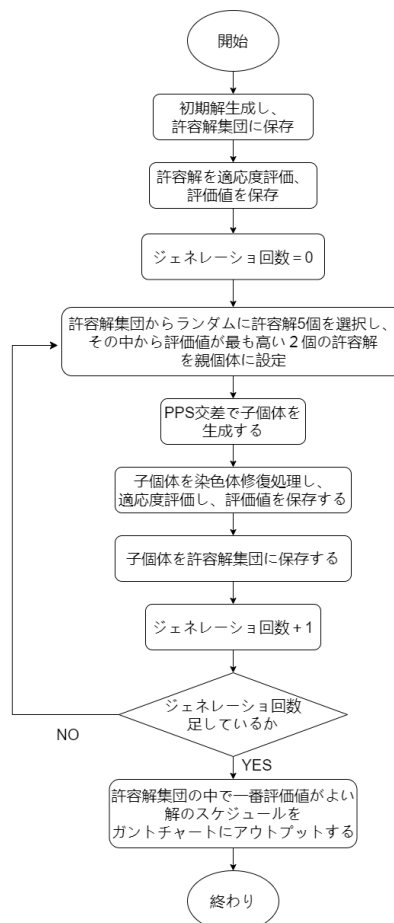 開始
初期解生成し、
許容解集団に保存
許容解を適応度評価、
評価値を保存
ジェネレーショ回数＝0
許容解集団からランダムに許容解5個を選択し、
その中から評価値が最も高い２個の許容解
を親個体に設定
PPS交差で子個体を
生成する
子個体を染色体修復処理し、
適応度評価し、評価値を保存する
子個体を許容解集団に保存する
ジェネレーショ回数＋1
ジェネレーショ回数
足しているか
NO
YES
許容解集団の中で一番評価値がよい
解のスケジュールを
ガントチャートにアウトプットする
終わり